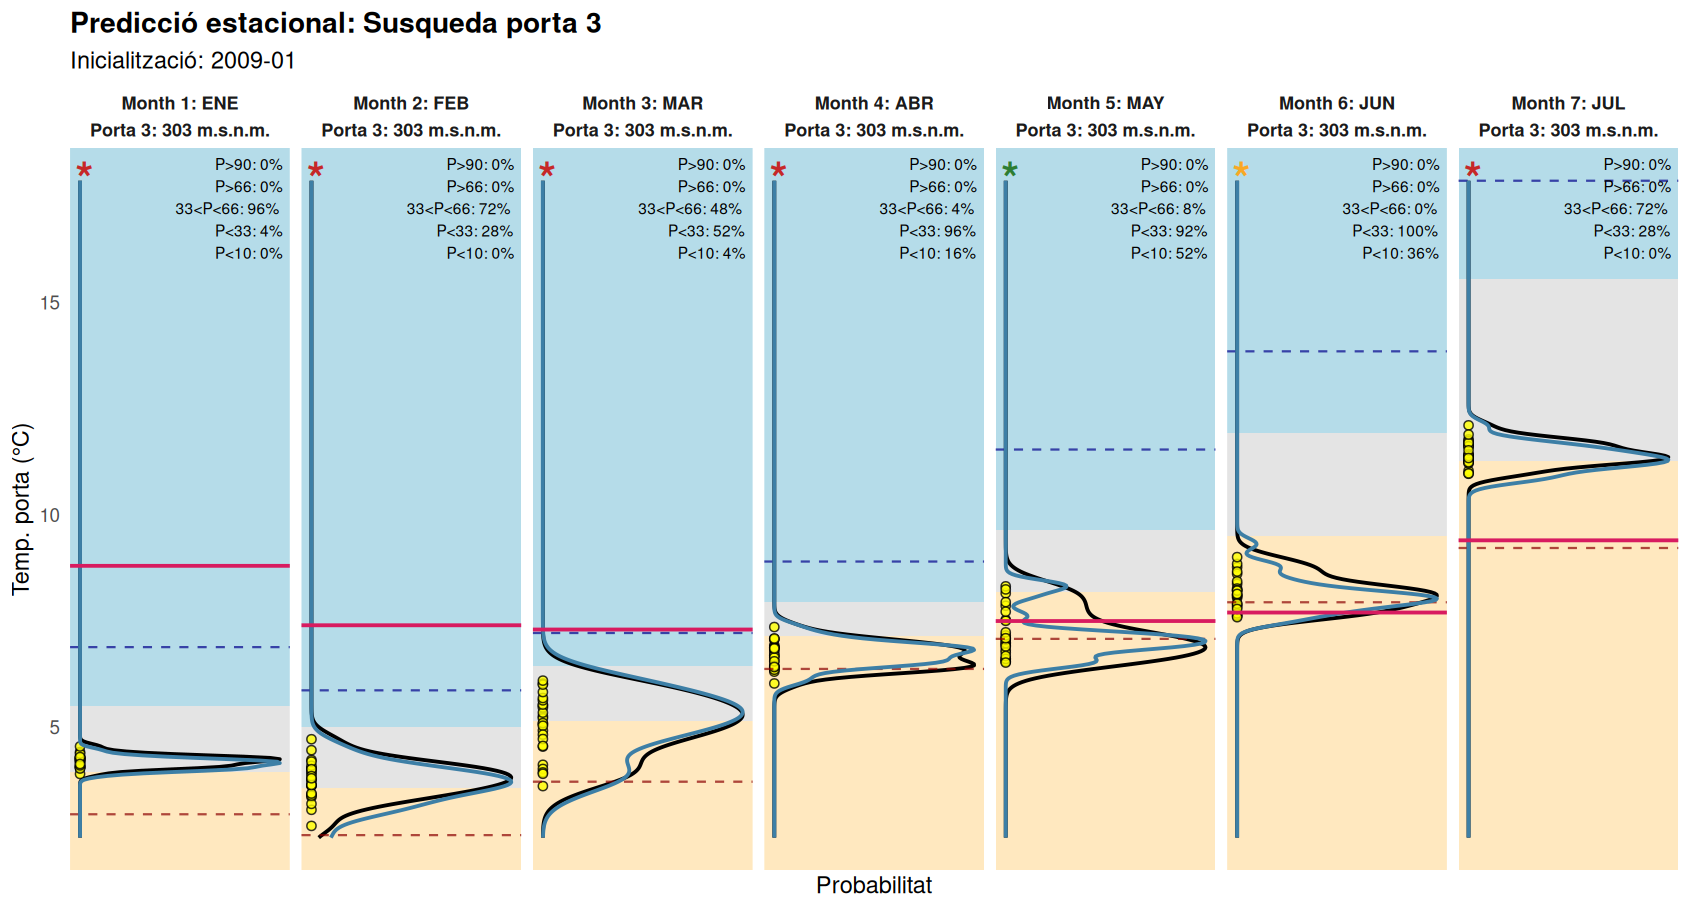 Predicció estacional: Susqueda porta 3
Inicialització: 2009-01
Month 1: ENE
Porta 3: 303 m.s.n.m.
Month 2: FEB
Porta 3: 303 m.s.n.m.
Month 3: MAR
Porta 3: 303 m.s.n.m.
Month 4: ABR
Porta 3: 303 m.s.n.m.
Month 5: MAY
Porta 3: 303 m.s.n.m.
Month 6: JUN
Porta 3: 303 m.s.n.m.
Month 7: JUL
Porta 3: 303 m.s.n.m.
*
P>90: 0%
P>66: 0%
33<P<66: 96%
P<33: 4%
P<10: 0%
*
P>90: 0%
P>66: 0%
33<P<66: 72%
P<33: 28%
P<10: 0%
*
P>90: 0%
P>66: 0%
33<P<66: 48%
P<33: 52%
P<10: 4%
*
P>90: 0%
P>66: 0%
33<P<66: 4%
P<33: 96%
P<10: 16%
*
P>90: 0%
P>66: 0%
33<P<66: 8%
P<33: 92%
P<10: 52%
*
P>90: 0%
P>66: 0%
33<P<66: 0%
P<33: 100%
P<10: 36%
*
P>90: 0%
P>66: 0%
33<P<66: 72%
P<33: 28%
P<10: 0%
Temp. porta (°C)
15
10
5
Probabilitat